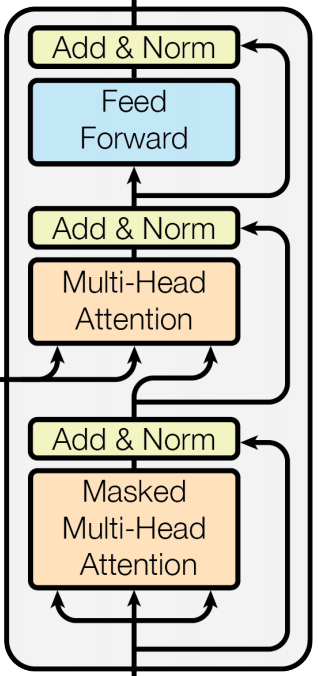 Add & Norm
Feed
Forward
Add & Norm
Multi-Head
Attention
Add & Norm
Masked
Multi-Head
Attention